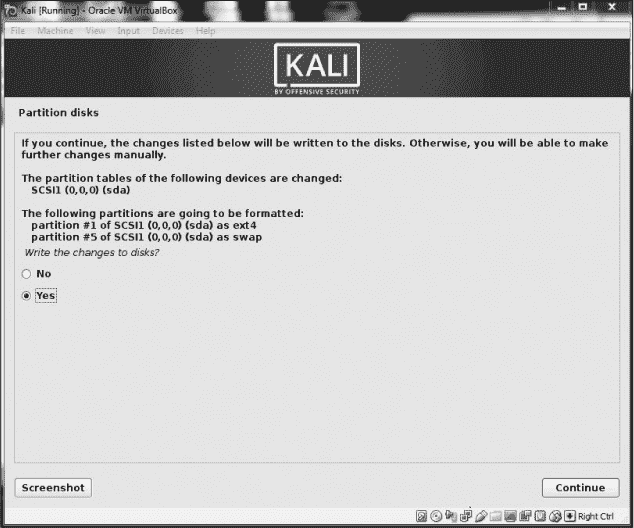 Kali [Running] - Oracle VM VirtualBox
File Machine View Input Devices Help
KALI
BY OFFENSIVE SECURITY
Partition disks
If you continue, the changes listed below will be written to the disks. Otherwise, you will be able to make
further changes manually.
The partition tables of the following devices are changed:
SCSI1 (0,0,0) (sda)
The following partitions are going to be formatted:
partition #1 of SCSI1 (0,0,0) (sda) as ext4
partition #5 of SCSI1 (0,0,0) (sda) as swap
Write the changes to disks?
No
Yes
Screenshot
Continue
Right Ctrl